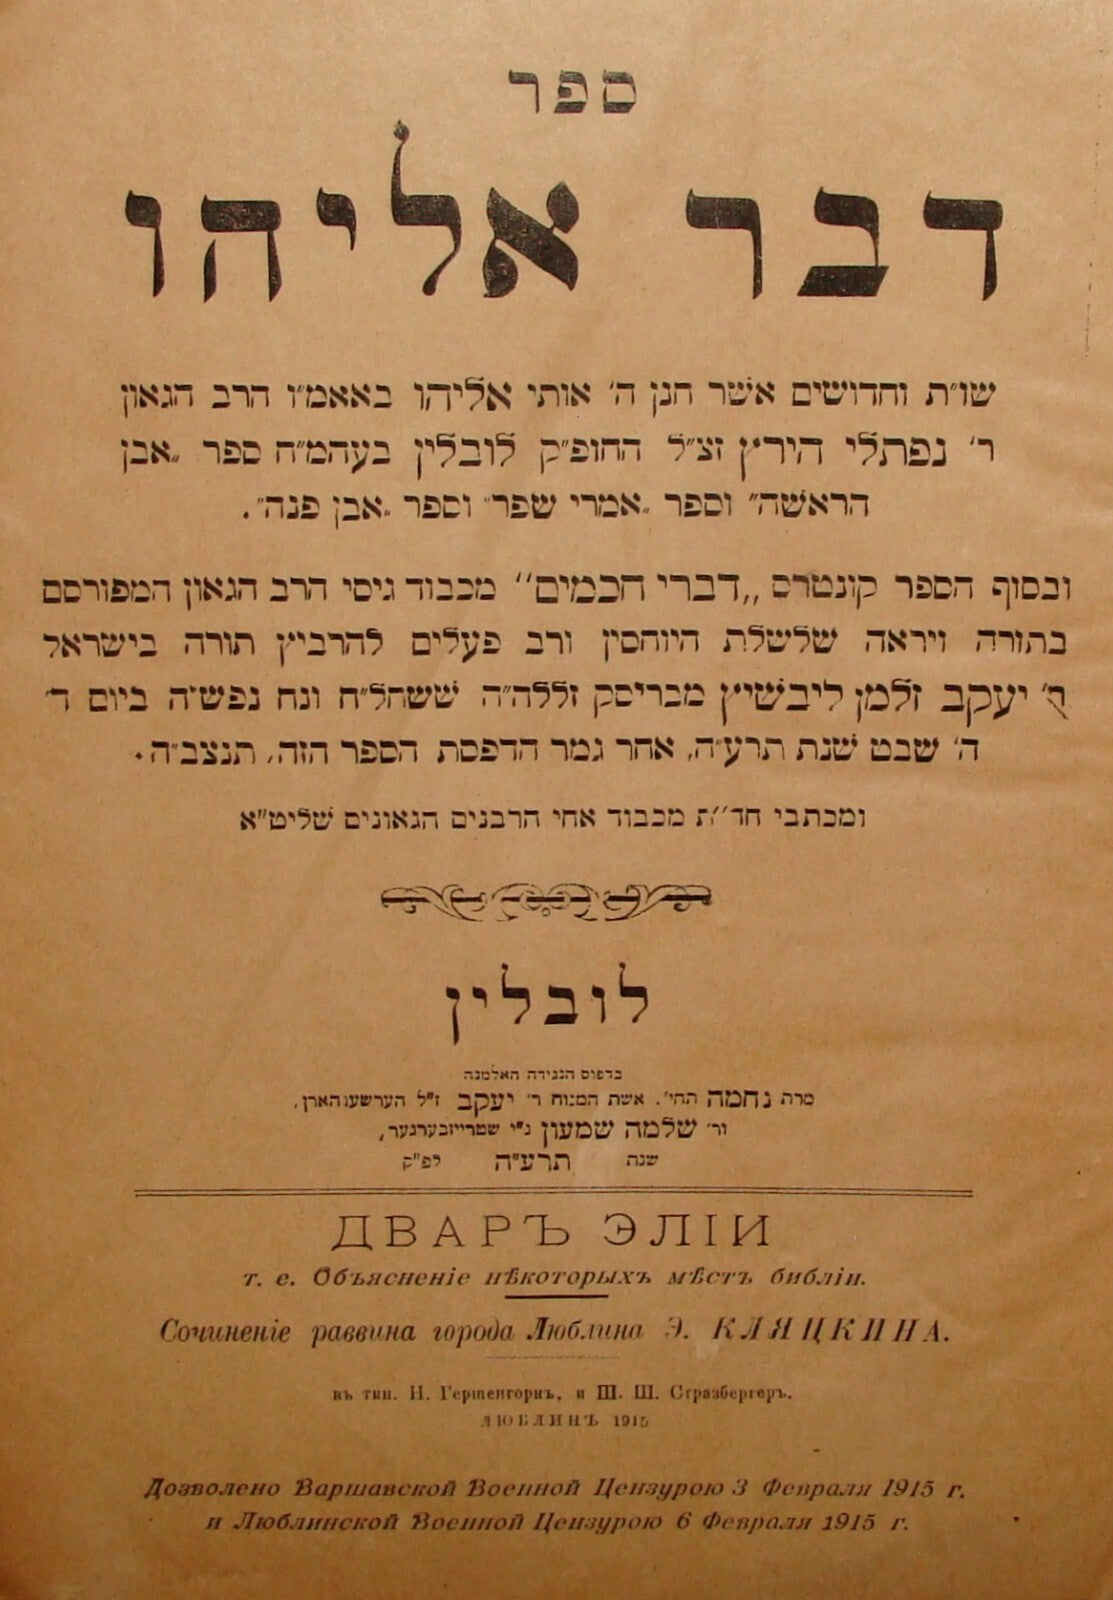 ספר
דבר אליהו
שו״ת וחדושים אשר חנן ה׳ אותי אליהו באאמ״ו הרב הגאון
ר׳ נפתלי הירץ זצ״ל החופ״ק לובלין בעהמ״ח ספר „אבן
הראשה״ וספר „אמרי שפר״ וספר „אבן פנה״.
ובסוף הספר קונטרס „דברי חכמים״ מכבוד גיסי הרב הגאון המפורסם
בתורה ויראה שלשלת היוחסין ורב פעלים להרביץ תורה בישראל
ר׳ יעקב זלמן ליבשיץ מבריסק זללה״ה ששהל״ח ונח נפש״ה ביום ד׳
ה׳ שבט שנת תרע״ה, אחר גמר הדפסת הספר הזה, תנצב״ה.
ומכתבי חד״ת מכבוד אחי הרבנים הגאונים שליט״א
לובלין
בדפוס הנגידה האלמנה
מרת נחמה תחי׳. אשת המנוח ר׳ יעקב ז״ל הערשענהארן,
ור׳ שלמה שמעון נ״י שטרייזבערגער,
שנת תרע״ה לפ״ק
ДВАРЪ ЭЛІИ
т. е. Объясненіе нѣкоторыхъ мѣстъ библіи.
Сочиненіе раввина города Люблина Э. КЛЯЦКИНА.
въ тип. Н. Гершенгорнъ, и Ш. Ш. Стразбергеръ.
ЛЮБЛИНЪ 1915
Дозволено Варшавской Военной Цензурою 3 Февраля 1915 г.
и Люблинской Военной Цензурою 6 Февраля 1915 г.